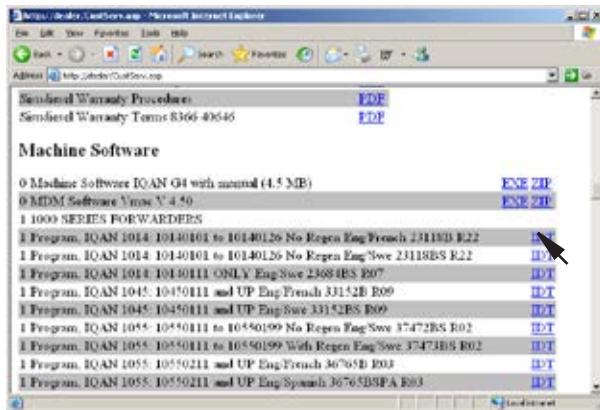 http://dealer/CustServ.asp - Microsoft Internet Explorer
File Edit View Favorites Tools Help
Back Search Favorites
Address http://dealer/CustServ.asp Go
Warranty Procedures PDF
Warranty Terms 8366 40646 PDF
Machine Software
0 Machine Software IQAN G4 with manual (4.5 MB) EXE ZIP
0 MDM Software V 4.50 EXE ZIP
1 1000 SERIES FORWARDERS
1 Program, IQAN 1014: 10140101 to 10140126 No Regen Eng/French 23118B R22 IDT
1 Program, IQAN 1014: 10140101 to 10140126 No Regen Eng/Swe 23118BS R22 IDT
1 Program, IQAN 1014: 10140111 ONLY Eng/Swe 23684BS R07 IDT
1 Program, IQAN 1045: 10450111 and UP Eng/French 33152B R09 IDT
1 Program, IQAN 1045: 10450111 and UP Eng/Swe 33152BS R09 IDT
1 Program, IQAN 1055: 10550111 to 10550199 No Regen Eng/Swe 37472BS R02 IDT
1 Program, IQAN 1055: 10550111 to 10550199 With Regen Eng/Swe 37473BS R02 IDT
1 Program, IQAN 1055: 10550211 and UP Eng/French 36765B R03 IDT
1 Program, IQAN 1055: 10550211 and UP Eng/Spanish 36765BSPA R03 IDT
Local intranet